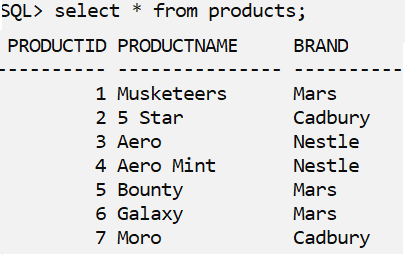 SQL> select * from products;
PRODUCTID PRODUCTNAME     BRAND
---------- --------------- ----------
         1 Musketeers      Mars
         2 5 Star          Cadbury
         3 Aero            Nestle
         4 Aero Mint       Nestle
         5 Bounty          Mars
         6 Galaxy          Mars
         7 Moro            Cadbury